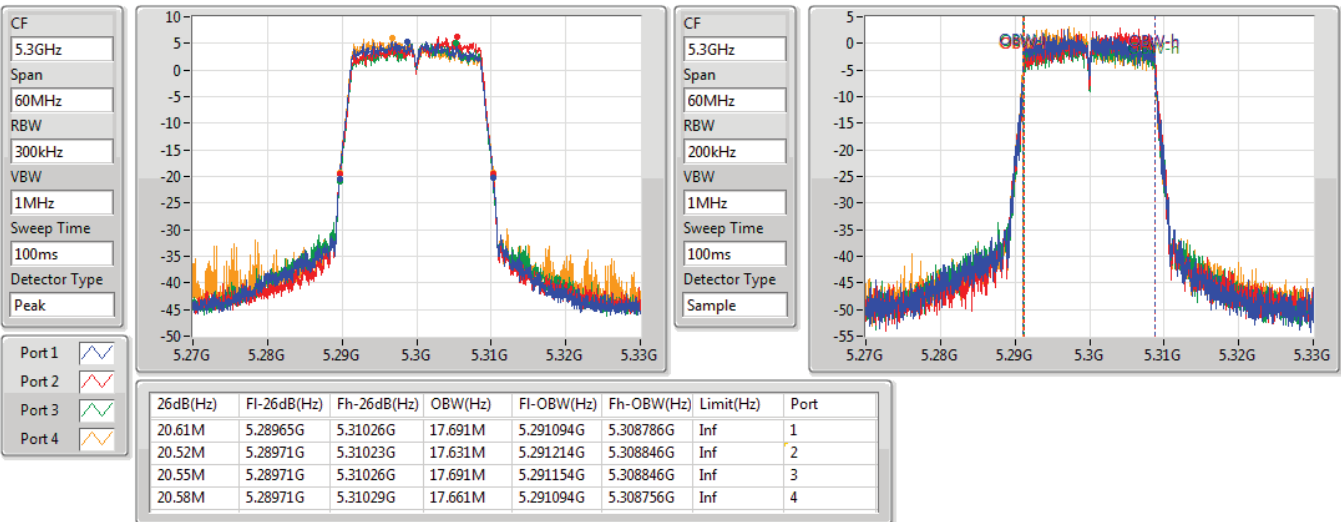 CF
5.3GHz
Span
60MHz
RBW
300kHz
VBW
1MHz
Sweep Time
100ms
Detector Type
Peak
10
5
0
-5
-10
-15
-20
-25
-30
-35
-40
-45
-50
5.27G 5.28G 5.29G 5.3G 5.31G 5.32G 5.33G
CF
5.3GHz
Span
60MHz
RBW
200kHz
VBW
1MHz
Sweep Time
100ms
Detector Type
Sample
5
0
-5
-10
-15
-20
-25
-30
-35
-40
-45
-50
-55
5.27G 5.28G 5.29G 5.3G 5.31G 5.32G 5.33G
Port 1
Port 2
Port 3
Port 4
26dB(Hz) Fl-26dB(Hz) Fh-26dB(Hz) OBW(Hz) Fl-OBW(Hz) Fh-OBW(Hz) Limit(Hz) Port
20.61M 5.28965G 5.31026G 17.691M 5.291094G 5.308786G Inf 1
20.52M 5.28971G 5.31023G 17.631M 5.291214G 5.308846G Inf 2
20.55M 5.28971G 5.31026G 17.691M 5.291154G 5.308846G Inf 3
20.58M 5.28971G 5.31029G 17.661M 5.291094G 5.308756G Inf 4